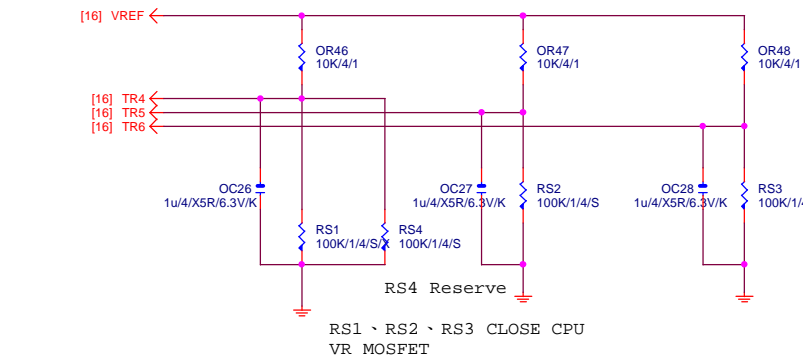 [16] VREF
OR46
10K/4/1
OR47
10K/4/1
OR48
10K/4/1
[16] TR4
[16] TR5
[16] TR6
OC26
1u/4/X5R/6.3V/K
OC27
1u/4/X5R/6.3V/K
RS2
100K/1/4/S
OC28
1u/4/X5R/6.3V/K
RS3
100K/1/4
RS1
100K/1/4/S/X
RS4
100K/1/4/S
RS4 Reserve
RS1、RS2、RS3 CLOSE CPU
VR MOSFET